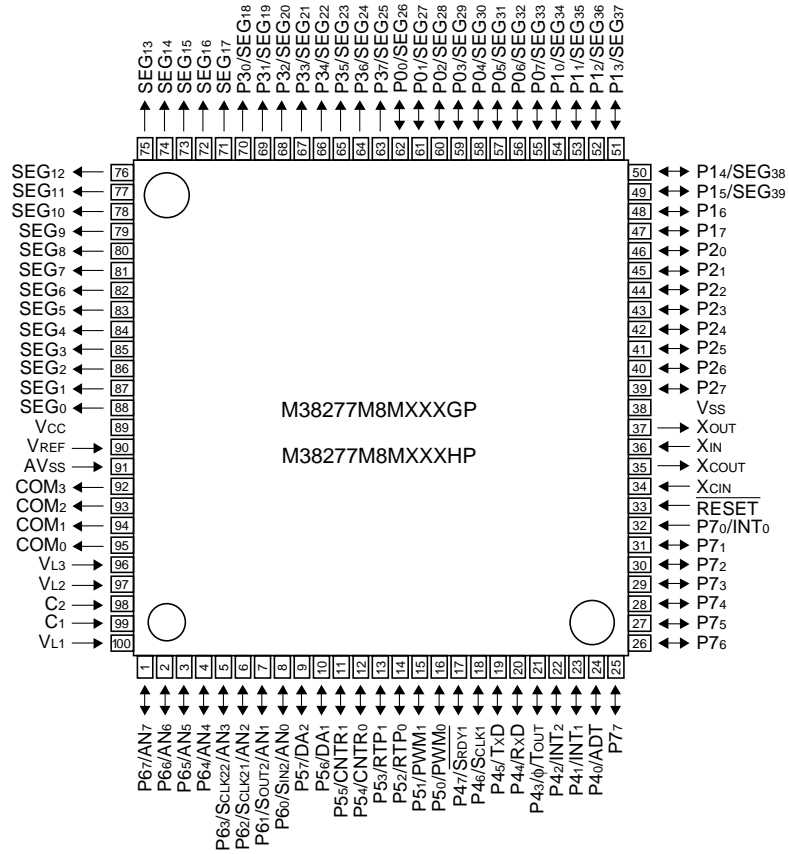 SEG13
SEG14
SEG15
SEG16
SEG17
P30/SEG18
P31/SEG19
P32/SEG20
P33/SEG21
P34/SEG22
P35/SEG23
P36/SEG24
P37/SEG25
P00/SEG26
P01/SEG27
P02/SEG28
P03/SEG29
P04/SEG30
P05/SEG31
P06/SEG32
P07/SEG33
P10/SEG34
P11/SEG35
P12/SEG36
P13/SEG37
75 74 73 72 71 70 69 68 67 66 65 64 63 62 61 60 59 58 57 56 55 54 53 52 51
SEG12 76
SEG11 77
SEG10 78
SEG9 79
SEG8 80
SEG7 81
SEG6 82
SEG5 83
SEG4 84
SEG3 85
SEG2 86
SEG1 87
SEG0 88
VCC 89
VREF 90
AVSS 91
COM3 92
COM2 93
COM1 94
COM0 95
VL3 96
VL2 97
C2 98
C1 99
VL1 100
M38277M8MXXXGP
M38277M8MXXXHP
50 P14/SEG38
49 P15/SEG39
48 P16
47 P17
46 P20
45 P21
44 P22
43 P23
42 P24
41 P25
40 P26
39 P27
38 VSS
37 XOUT
36 XIN
35 XCOUT
34 XCIN
33 RESET
32 P70/INT0
31 P71
30 P72
29 P73
28 P74
27 P75
26 P76
1 2 3 4 5 6 7 8 9 10 11 12 13 14 15 16 17 18 19 20 21 22 23 24 25
P67/AN7
P66/AN6
P65/AN5
P64/AN4
P63/SCLK22/AN3
P62/SCLK21/AN2
P61/SOUT2/AN1
P60/SIN2/AN0
P57/DA2
P56/DA1
P55/CNTR1
P54/CNTR0
P53/RTP1
P52/RTP0
P51/PWM1
P50/PWM0
P47/SRDY1
P46/SCLK1
P45/TXD
P44/RXD
P43/ϕ/TOUT
P42/INT2
P41/INT1
P40/ADT
P77